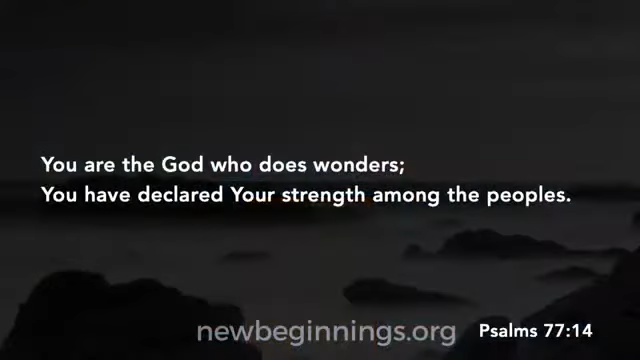 You are the God who does wonders;
You have declared Your strength among the peoples.
newbeginnings.org
Psalms 77:14